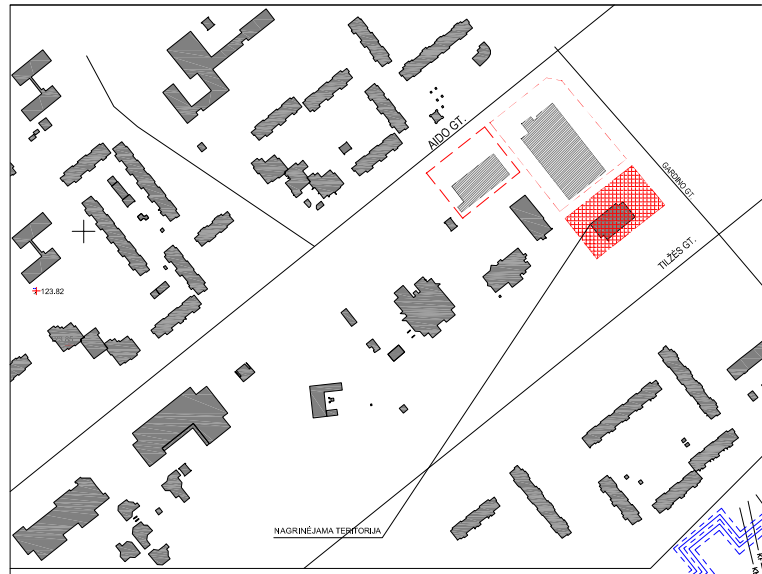 AIDO GT.
GARDINO GT.
TILŽĖS GT.
123.82
NAGRINĖJAMA TERITORIJA